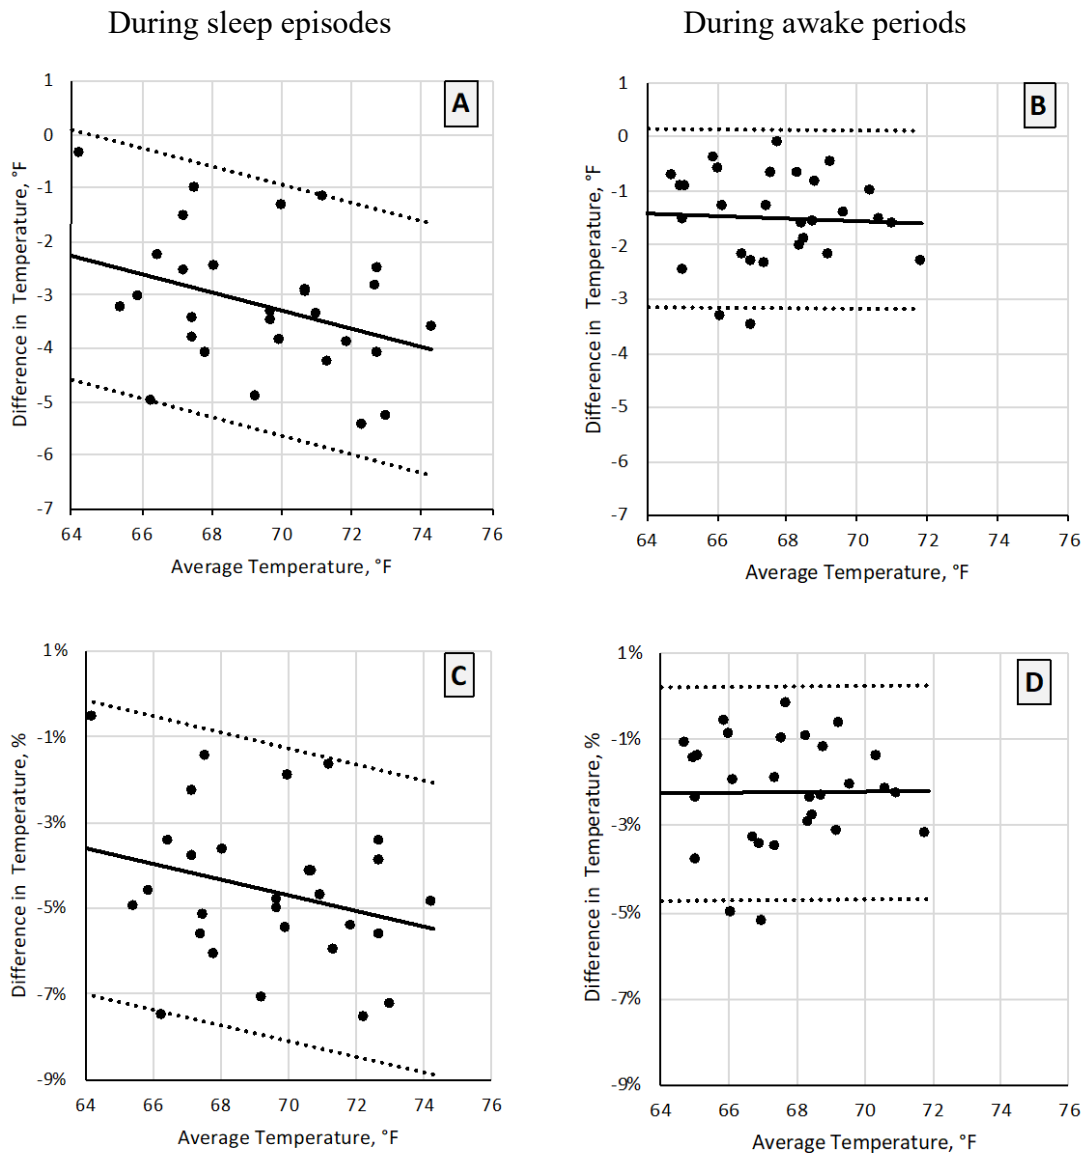 During sleep episodes
During awake periods
A
1
0
-1
-2
-3
-4
-5
-6
-7
Difference in Temperature, °F
64 66 68 70 72 74 76
Average Temperature, °F
B
1
0
-1
-2
-3
-4
-5
-6
-7
Difference in Temperature, °F
64 66 68 70 72 74 76
Average Temperature, °F
C
1%
-1%
-3%
-5%
-7%
-9%
Difference in Temperature, %
64 66 68 70 72 74 76
Average Temperature, °F
D
1%
-1%
-3%
-5%
-7%
-9%
Difference in Temperature, %
64 66 68 70 72 74 76
Average Temperature, °F